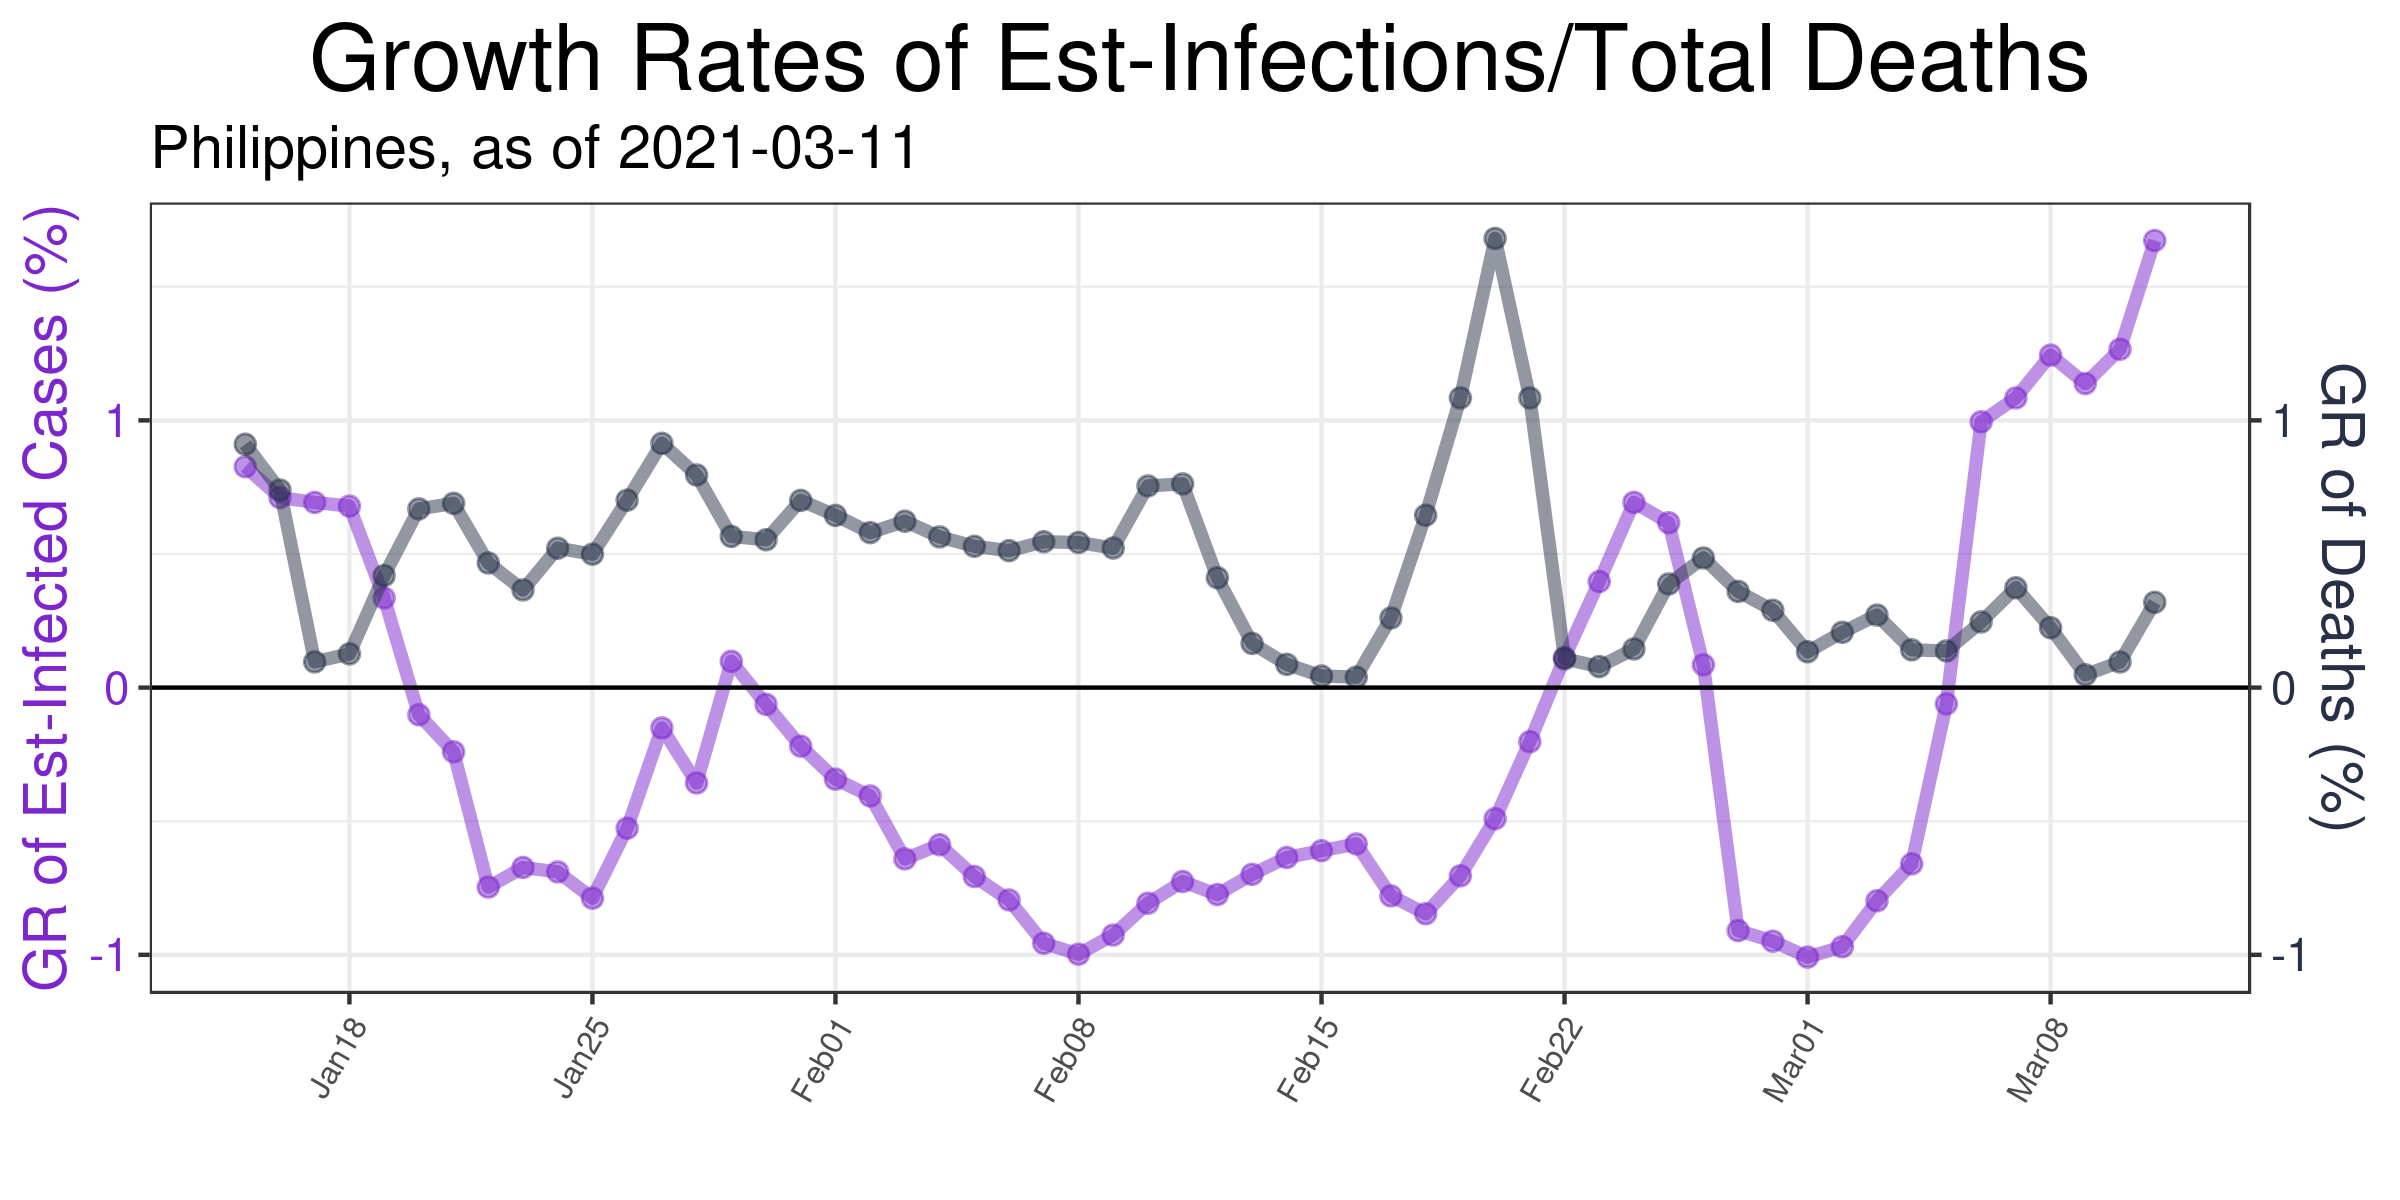 Growth Rates of Est-Infections/Total Deaths
Philippines, as of 2021-03-11
GR of Est-Infected Cases (%)
1
0
-1
1
0
-1
GR of Deaths (%)
Jan18
Jan25
Feb01
Feb08
Feb15
Feb22
Mar01
Mar08